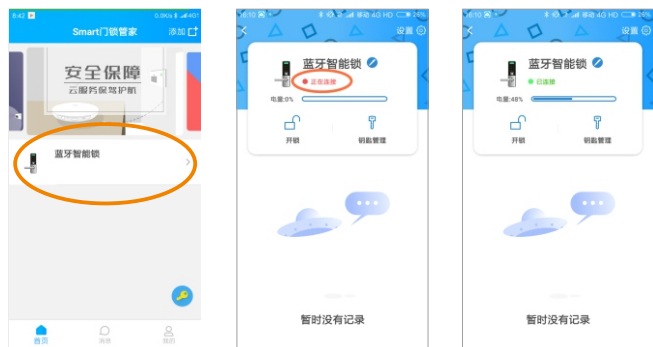 Smart门锁管家
添加
安全保障
云服务保驾护航
蓝牙智能锁
首页
消息
我的
设置
蓝牙智能锁
正在连接
电量:0%
开锁
钥匙管理
暂时没有记录
设置
蓝牙智能锁
已连接
电量:48%
开锁
钥匙管理
暂时没有记录